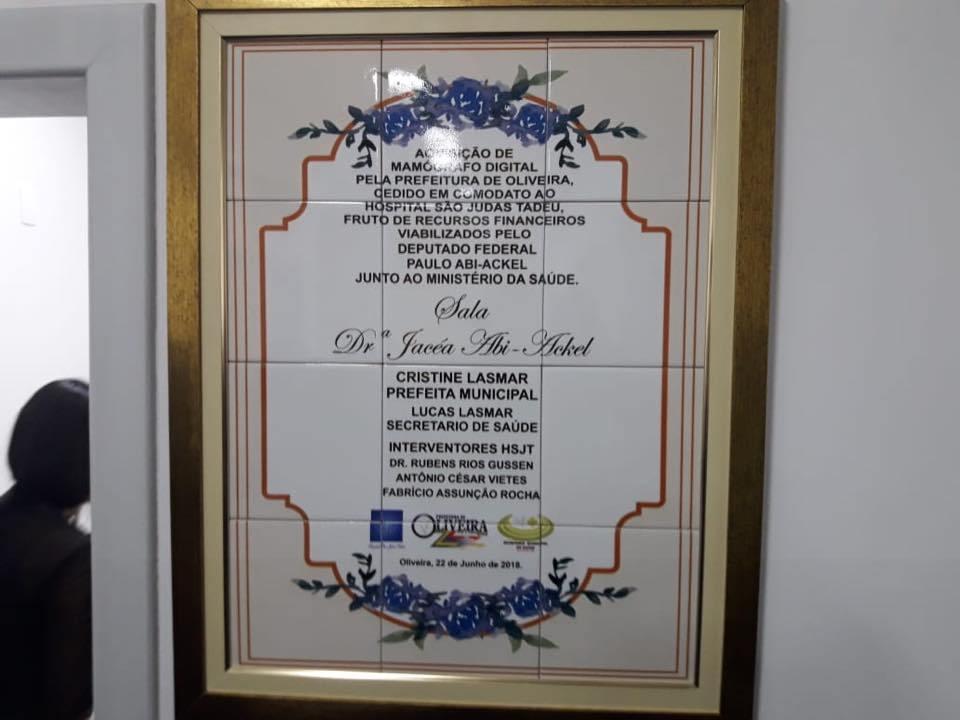 AQUISIÇÃO DE
MAMÓGRAFO DIGITAL
PELA PREFEITURA DE OLIVEIRA,
CEDIDO EM COMODATO AO
HOSPITAL SÃO JUDAS TADEU,
FRUTO DE RECURSOS FINANCEIROS
VIABILIZADOS PELO
DEPUTADO FEDERAL
PAULO ABI-ACKEL
JUNTO AO MINISTÉRIO DA SAÚDE.
Sala
Drª Jacéa Abi-Ackel
CRISTINE LASMAR
PREFEITA MUNICIPAL
LUCAS LASMAR
SECRETARIO DE SAÚDE
INTERVENTORES HSJT
DR. RUBENS RIOS GUSSEN
ANTÔNIO CÉSAR VIETES
FABRÍCIO ASSUNÇÃO ROCHA
PREFEITURA DE
OLIVEIRA
Oliveira, 22 de Junho de 2018.